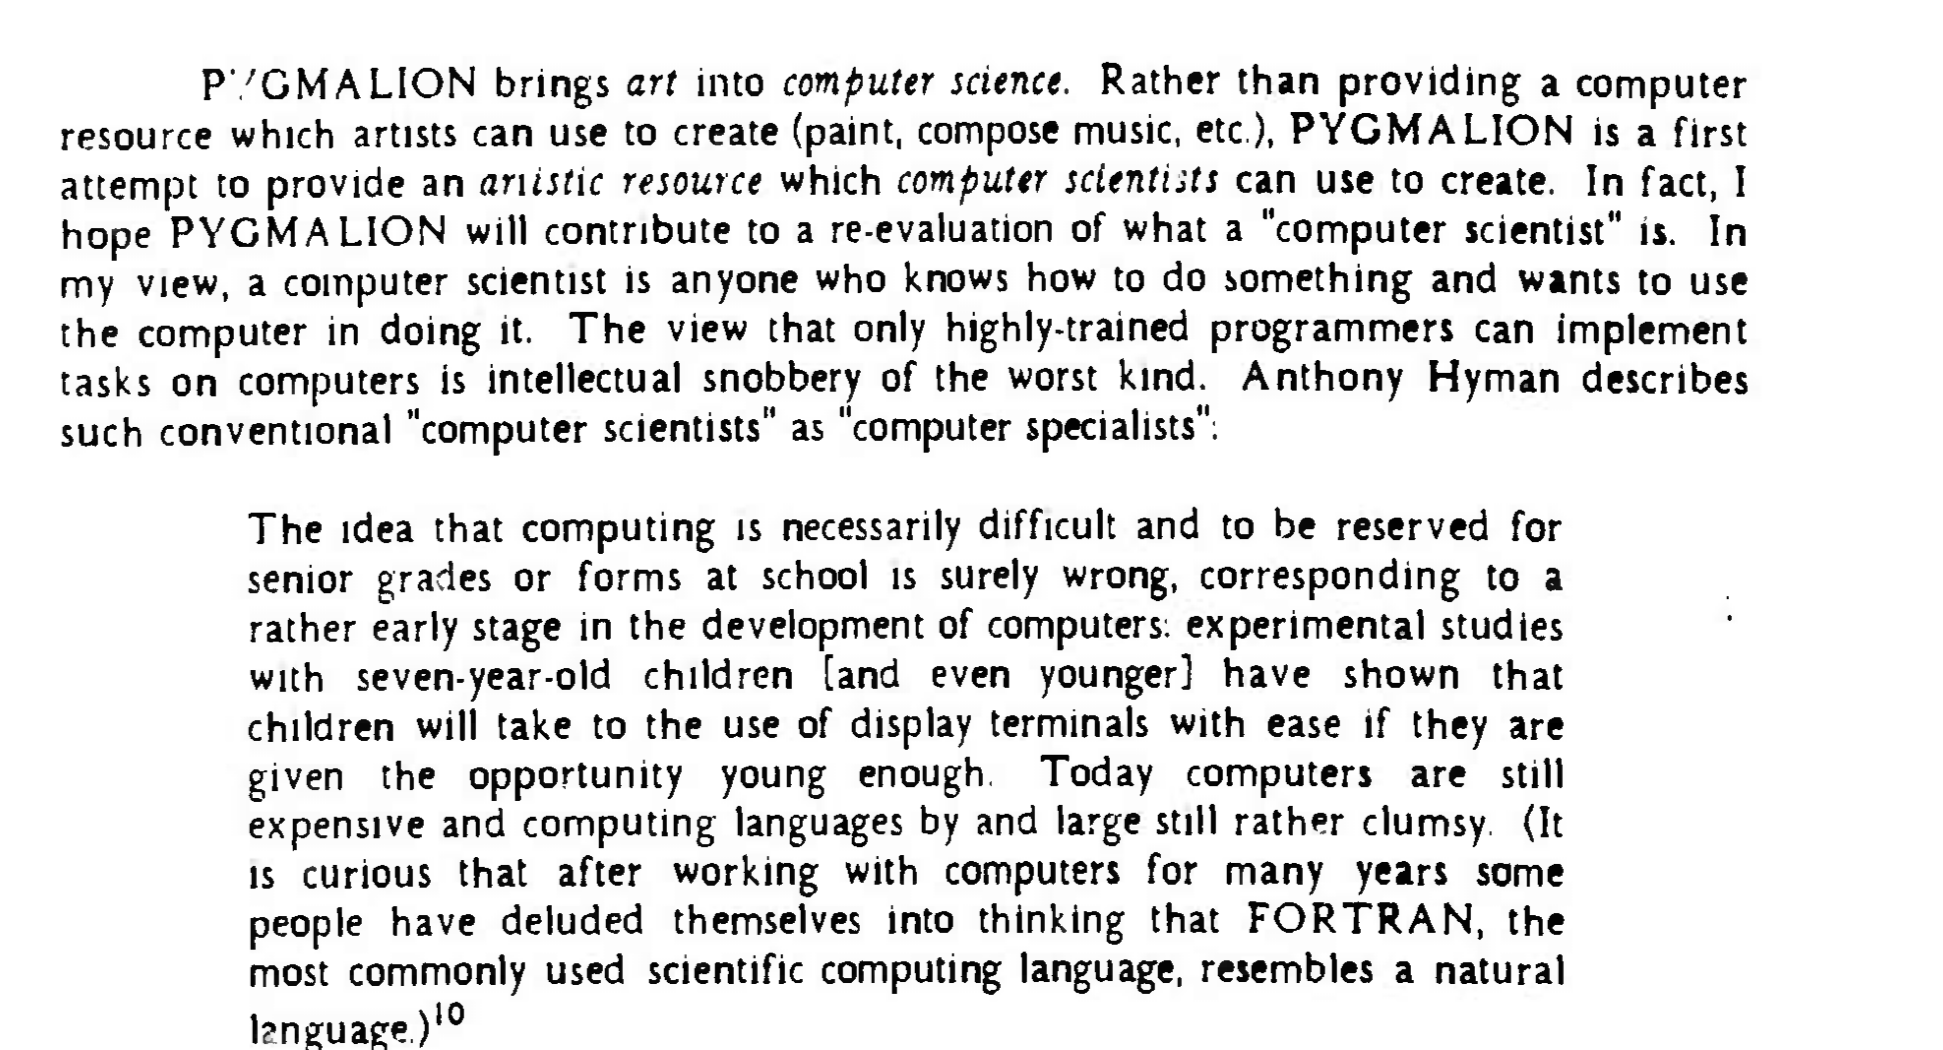 PYGMALION brings art into computer science. Rather than providing a computer
resource which artists can use to create (paint, compose music, etc.), PYGMALION is a first
attempt to provide an artistic resource which computer scientists can use to create. In fact, I
hope PYGMALION will contribute to a re-evaluation of what a "computer scientist" is. In
my view, a computer scientist is anyone who knows how to do something and wants to use
the computer in doing it. The view that only highly-trained programmers can implement
tasks on computers is intellectual snobbery of the worst kind. Anthony Hyman describes
such conventional "computer scientists" as "computer specialists":
The idea that computing is necessarily difficult and to be reserved for
senior grades or forms at school is surely wrong, corresponding to a
rather early stage in the development of computers: experimental studies
with seven-year-old children [and even younger] have shown that
children will take to the use of display terminals with ease if they are
given the opportunity young enough. Today computers are still
expensive and computing languages by and large still rather clumsy. (It
is curious that after working with computers for many years some
people have deluded themselves into thinking that FORTRAN, the
most commonly used scientific computing language, resembles a natural
language.)10